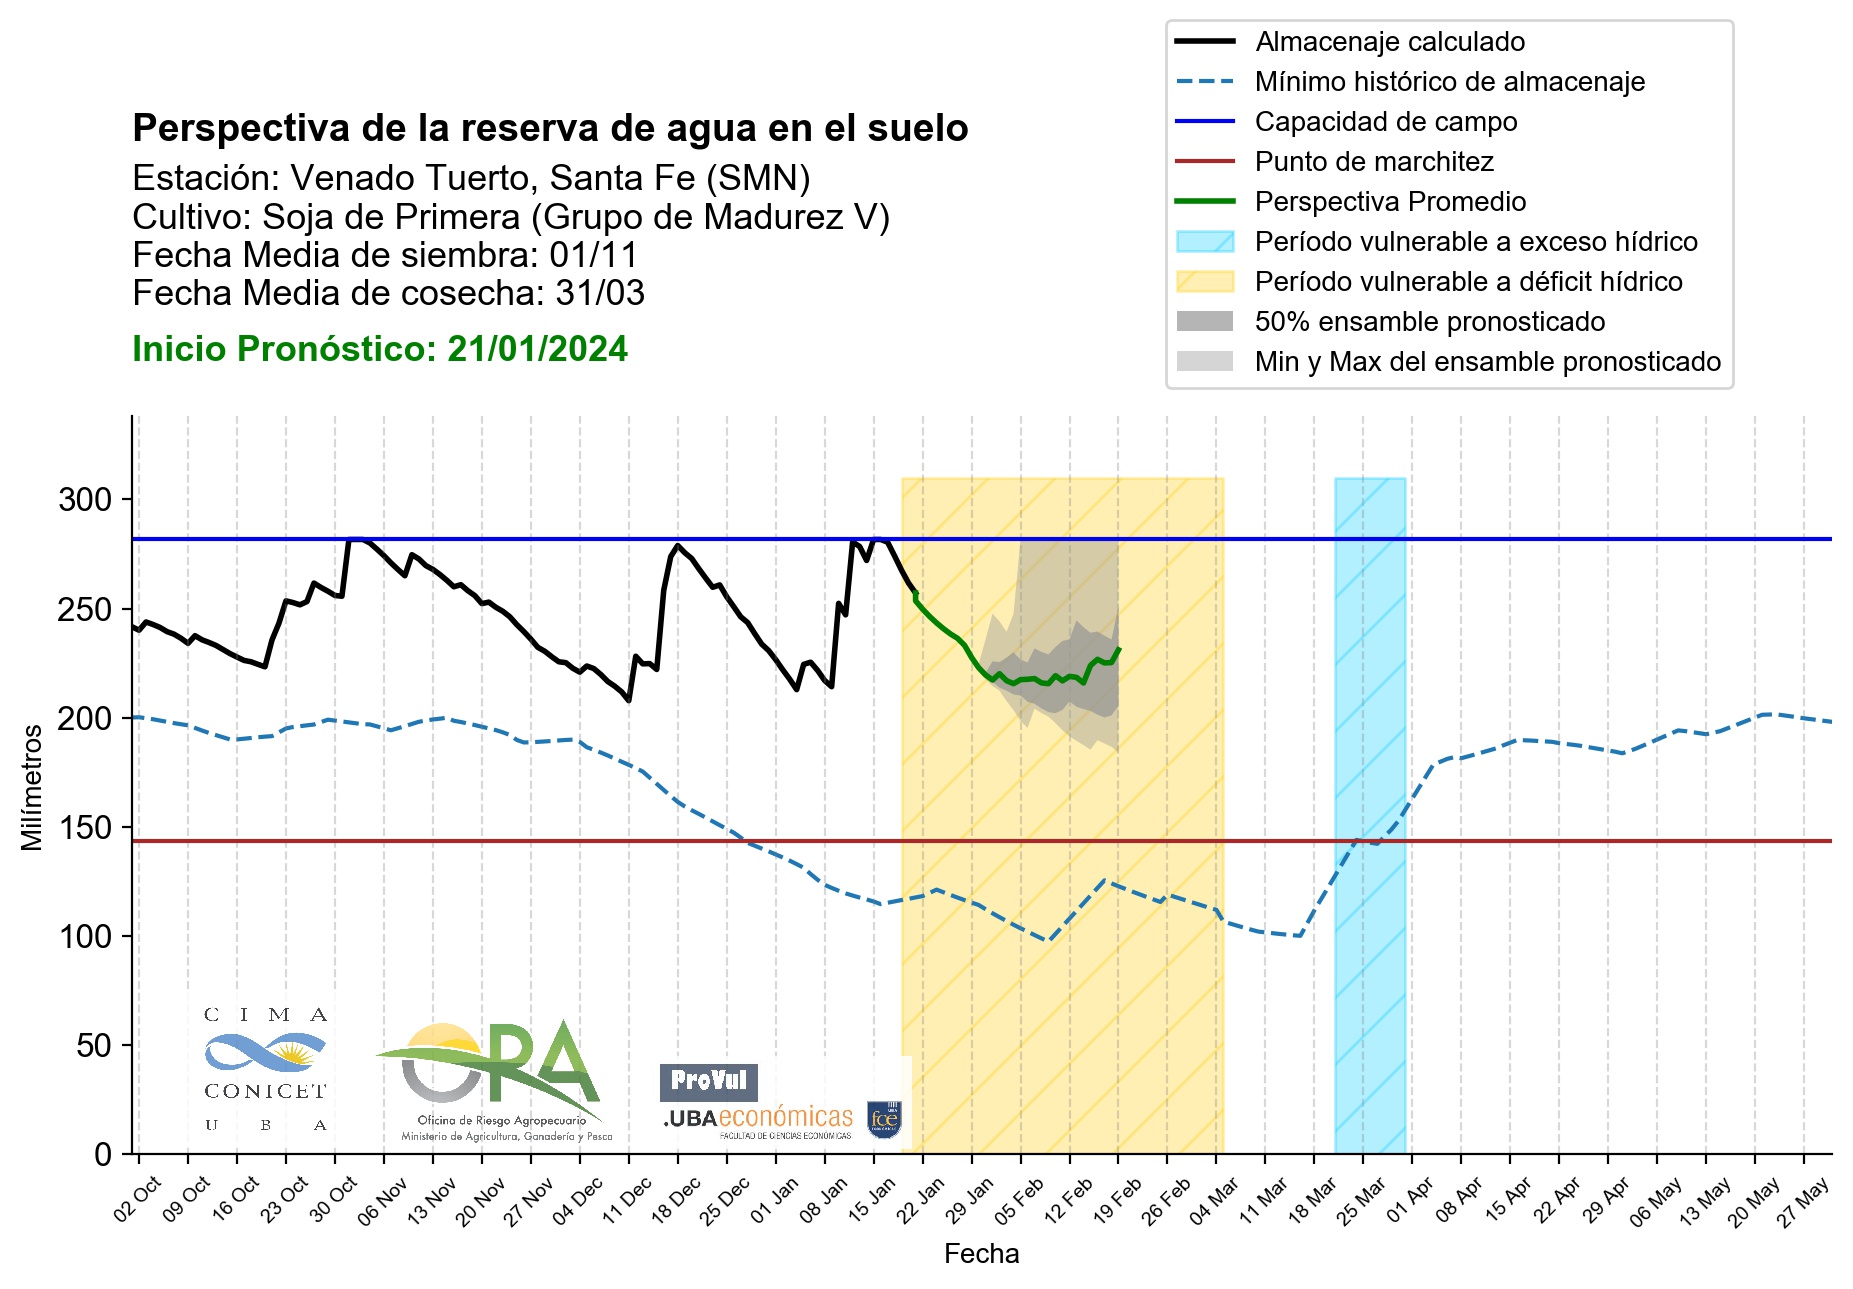 Almacenaje calculado
Mínimo histórico de almacenaje
Capacidad de campo
Punto de marchitez
Perspectiva Promedio
Período vulnerable a exceso hídrico
Período vulnerable a déficit hídrico
50% ensamble pronosticado
Min y Max del ensamble pronosticado
Perspectiva de la reserva de agua en el suelo
Estación: Venado Tuerto, Santa Fe (SMN)
Cultivo: Soja de Primera (Grupo de Madurez V)
Fecha Media de siembra: 01/11
Fecha Media de cosecha: 31/03
Inicio Pronóstico: 21/01/2024
Milímetros
300
250
200
150
100
50
0
CIMA
CONICET
UBA
ORA
Oficina de Riesgo Agropecuario
Ministerio de Agricultura, Ganadería y Pesca
ProVul
.UBAeconómicas
FACULTAD DE CIENCIAS ECONÓMICAS
fce
02 Oct
09 Oct
16 Oct
23 Oct
30 Oct
06 Nov
13 Nov
20 Nov
27 Nov
04 Dec
11 Dec
18 Dec
25 Dec
01 Jan
08 Jan
15 Jan
22 Jan
29 Jan
05 Feb
12 Feb
19 Feb
26 Feb
04 Mar
11 Mar
18 Mar
25 Mar
01 Apr
08 Apr
15 Apr
22 Apr
29 Apr
06 May
13 May
20 May
27 May
Fecha